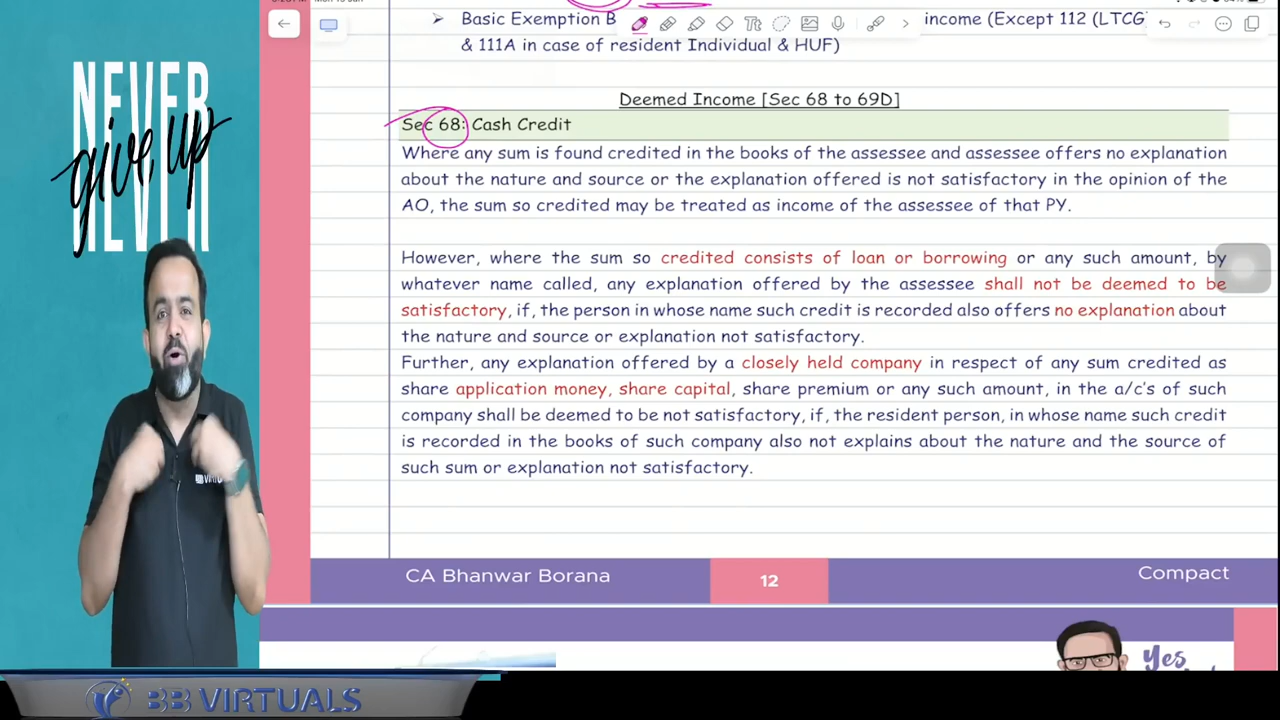 Basic Exemption B income (Except 112 (LTCG)
& 111A in case of resident Individual & HUF)
Deemed Income [Sec 68 to 69D]
Sec 68: Cash Credit
Where any sum is found credited in the books of the assessee and assessee offers no explanation
about the nature and source or the explanation offered is not satisfactory in the opinion of the
AO, the sum so credited may be treated as income of the assessee of that PY.
However, where the sum so credited consists of loan or borrowing or any such amount, by
whatever name called, any explanation offered by the assessee shall not be deemed to be
satisfactory, if, the person in whose name such credit is recorded also offers no explanation about
the nature and source or explanation not satisfactory.
Further, any explanation offered by a closely held company in respect of any sum credited as
share application money, share capital, share premium or any such amount, in the a/c's of such
company shall be deemed to be not satisfactory, if, the resident person, in whose name such credit
is recorded in the books of such company also not explains about the nature and the source of
such sum or explanation not satisfactory.
CA Bhanwar Borana
12
Compact
Yes
NEVER
give up
NEVER
BB VIRTUALS